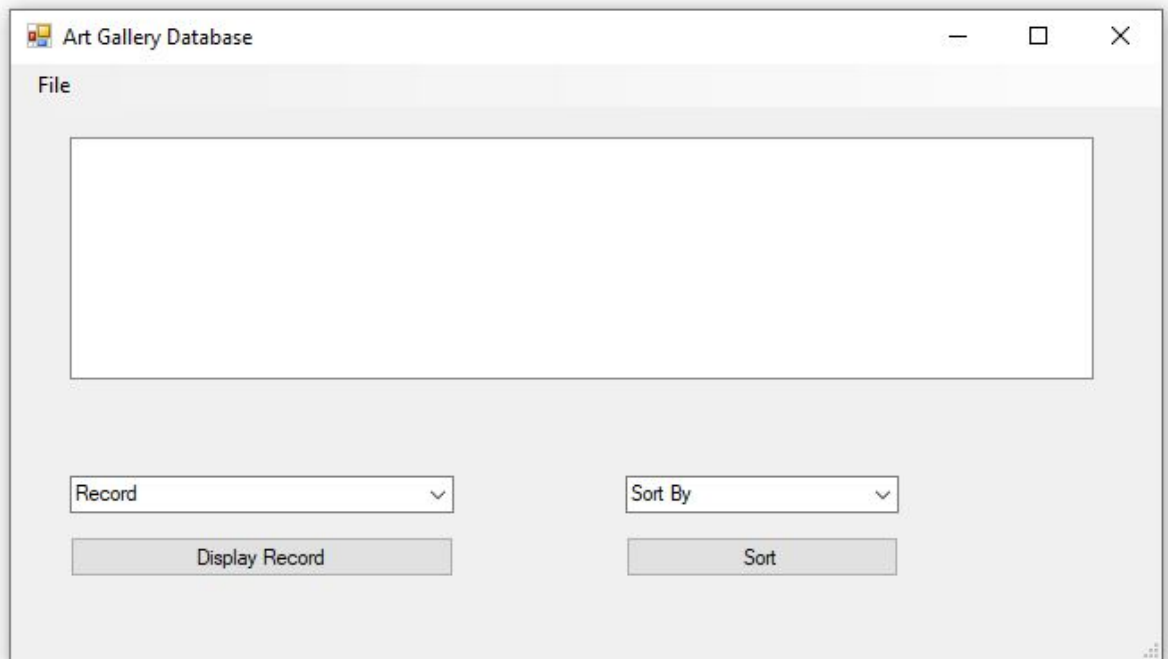 Art Gallery Database
File
Record
Sort By
Display Record
Sort